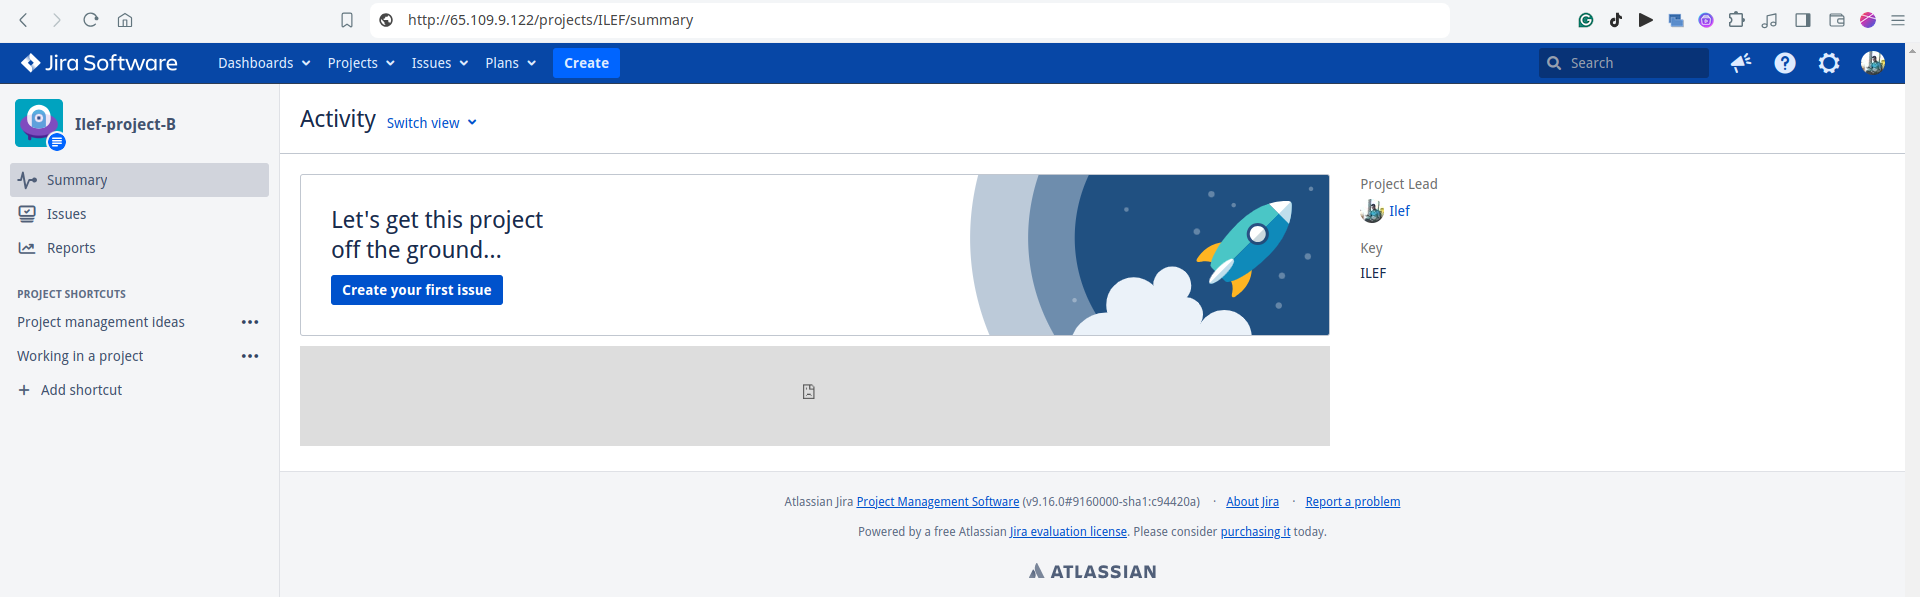 http://65.109.9.122/projects/ILEF/summary
Jira Software Dashboards Projects Issues Plans Create Search
Ilef-project-B
Summary
Issues
Reports
PROJECT SHORTCUTS
Project management ideas
Working in a project
+ Add shortcut
Activity Switch view
Let's get this project
off the ground...
Create your first issue
Project Lead
Ilef
Key
ILEF
Atlassian Jira Project Management Software (v9.16.0#9160000-sha1:c94420a) · About Jira · Report a problem
Powered by a free Atlassian Jira evaluation license. Please consider purchasing it today.
ATLASSIAN